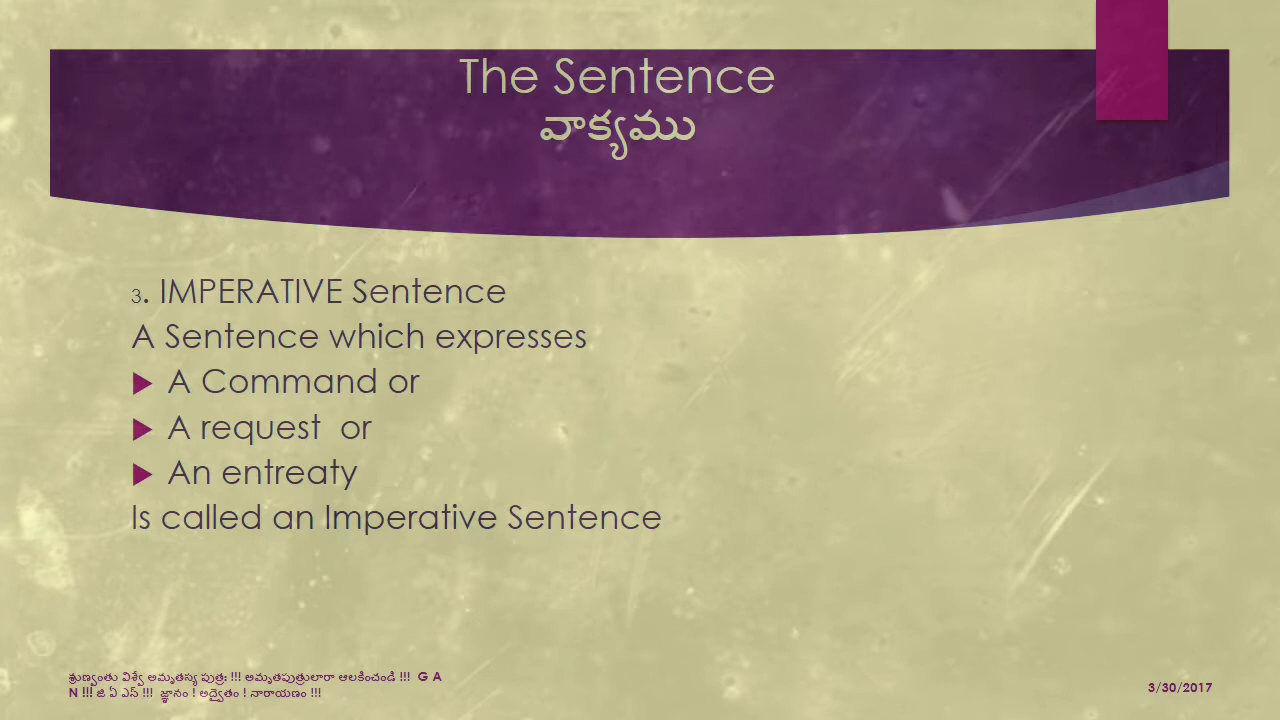 The Sentence
వాక్యము
3. IMPERATIVE Sentence
A Sentence which expresses
A Command or
A request or
An entreaty
Is called an Imperative Sentence
శృణ్వంతు విశ్వే అమృతస్య పుత్రః !!! అమృతపుత్రులారా ఆలకించండి !!! G A
N !!! జి ఏ ఎన్ !!! జ్ఞానం ! అద్వైతం ! నారాయణం !!!
3/30/2017